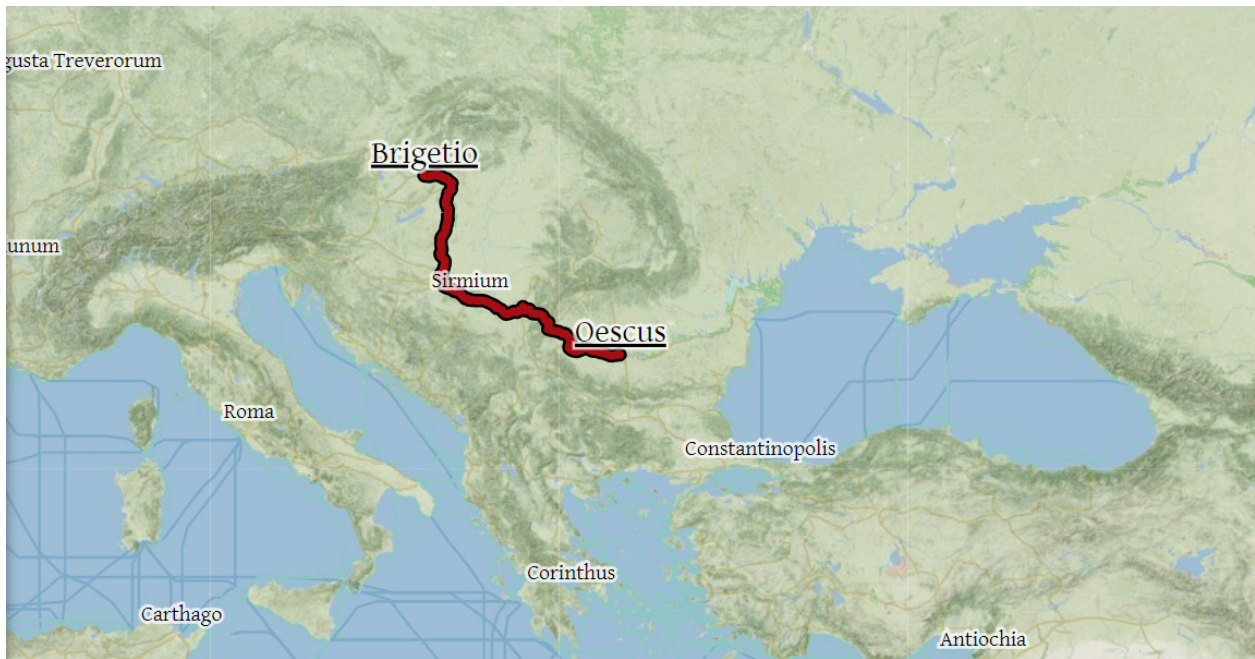 gusta Treverorum
Brigetio
unum
Sirmium
Oescus
Roma
Constantinopolis
Corinthus
Carthago
Antiochia